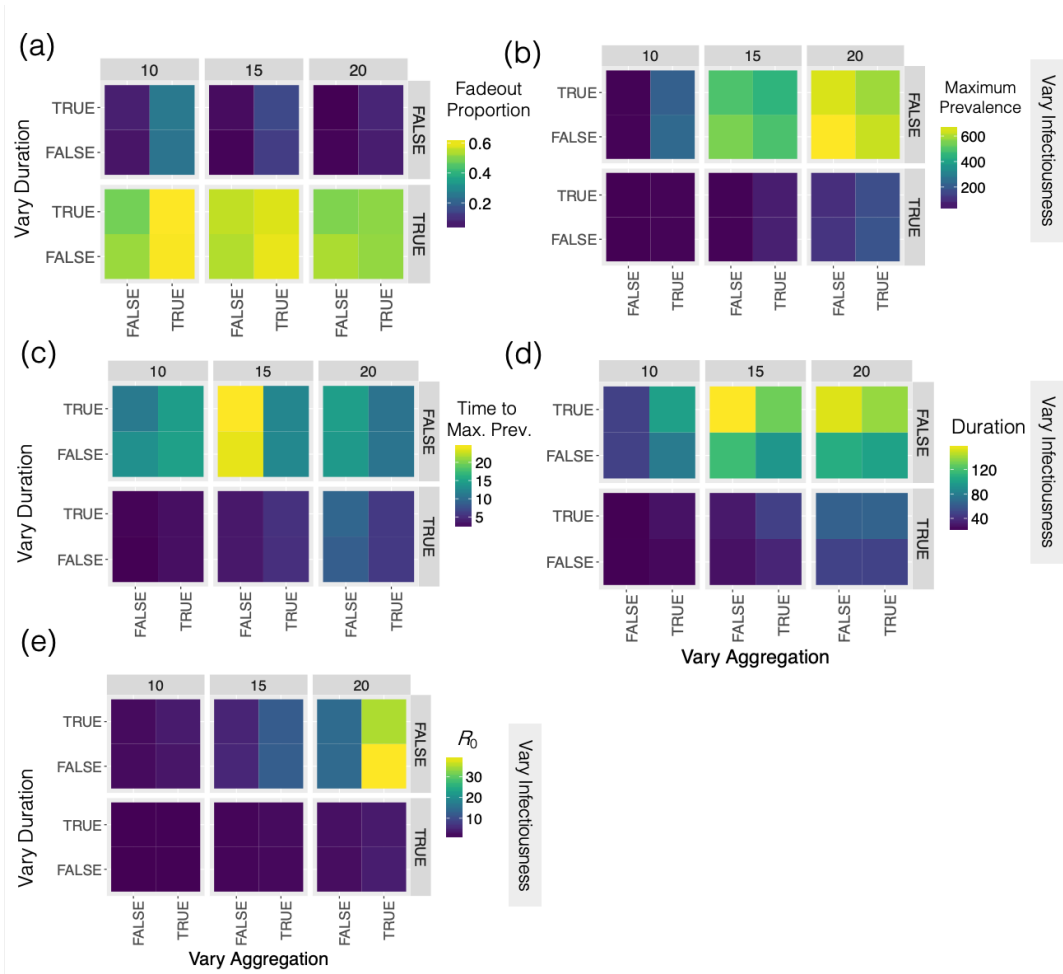 (a)
10 15 20
TRUE
FALSE
FALSE
TRUE
FALSE
TRUE
Vary Duration
FALSE TRUE FALSE TRUE FALSE TRUE
Fadeout
Proportion
0.6
0.4
0.2
(b)
10 15 20
TRUE
FALSE
FALSE
TRUE
FALSE
TRUE
FALSE TRUE FALSE TRUE FALSE TRUE
Maximum
Prevalence
600
400
200
Vary Infectiousness
(c)
10 15 20
TRUE
FALSE
FALSE
TRUE
FALSE
TRUE
Vary Duration
FALSE TRUE FALSE TRUE FALSE TRUE
Time to
Max. Prev.
20
15
10
5
(d)
10 15 20
TRUE
FALSE
FALSE
TRUE
FALSE
TRUE
FALSE TRUE FALSE TRUE FALSE TRUE
Vary Aggregation
Duration
120
80
40
Vary Infectiousness
(e)
10 15 20
TRUE
FALSE
FALSE
TRUE
FALSE
TRUE
Vary Duration
FALSE TRUE FALSE TRUE FALSE TRUE
Vary Aggregation
R0
30
20
10
Vary Infectiousness